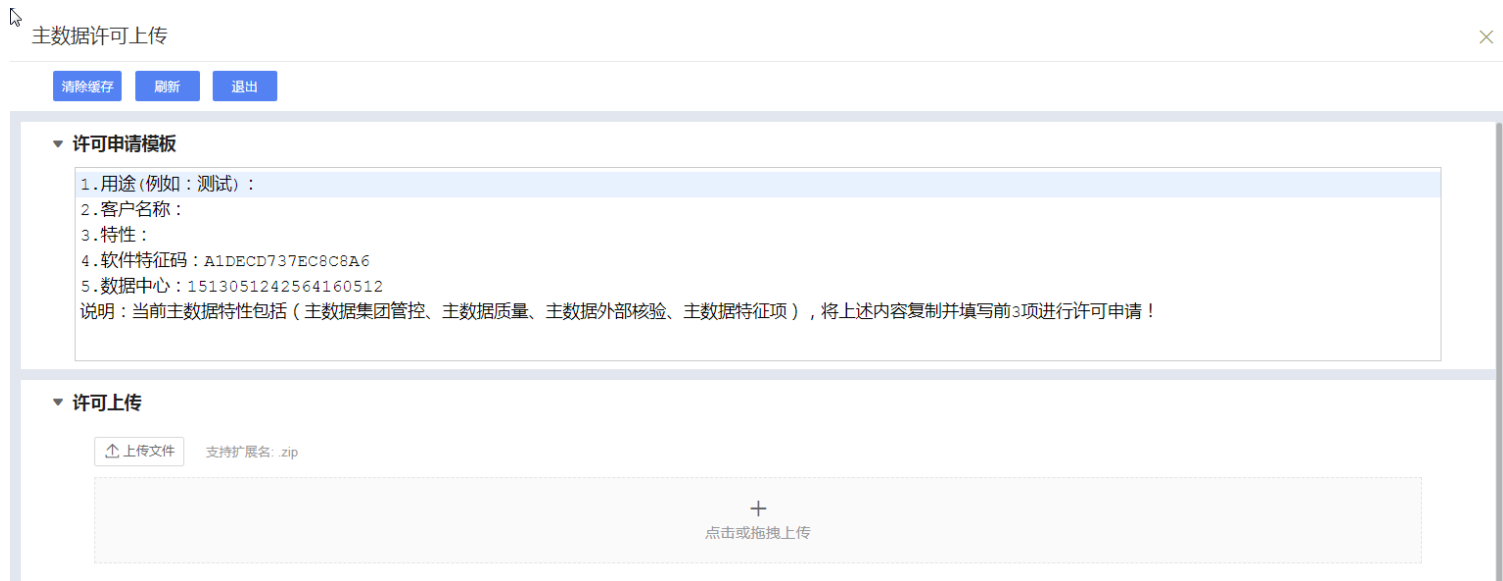 主数据许可上传
清除缓存 刷新 退出
许可申请模板
1.用途(例如：测试)：
2.客户名称：
3.特性：
4.软件特征码：A1DECD737EC8C8A6
5.数据中心：1513051242564160512
说明：当前主数据特性包括（主数据集团管控、主数据质量、主数据外部核验、主数据特征项），将上述内容复制并填写前3项进行许可申请！
许可上传
上传文件 支持扩展名: .zip
点击或拖拽上传